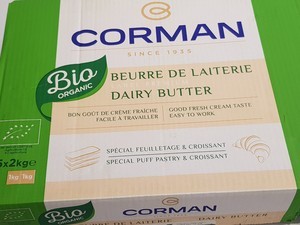 CORMAN
SINCE 1935
Bio
ORGANIC
BEURRE DE LAITERIE
DAIRY BUTTER
BON GOÛT DE CRÈME FRAÎCHE
FACILE À TRAVAILLER
GOOD FRESH CREAM TASTE
EASY TO WORK
SPÉCIAL FEUILLETAGE & CROISSANT
SPECIAL PUFF PASTRY & CROISSANT
5x2kg e
Bio
ORGANIC
BEURRE DE LAITERIE
DAIRY BUTTER